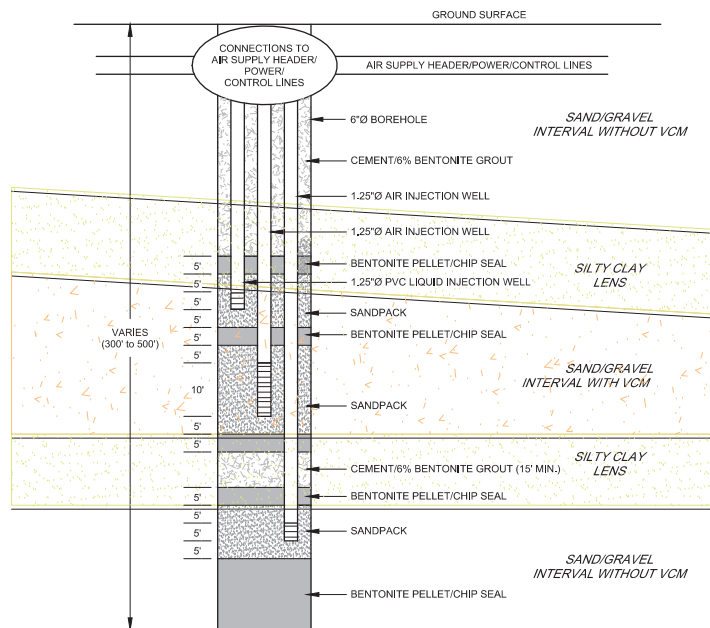 GROUND SURFACE
CONNECTIONS TO
AIR SUPPLY HEADER/
POWER/
CONTROL LINES
AIR SUPPLY HEADER/POWER/CONTROL LINES
6"Ø BOREHOLE
SAND/GRAVEL
INTERVAL WITHOUT VCM
CEMENT/6% BENTONITE GROUT
1.25"Ø AIR INJECTION WELL
1.25"Ø AIR INJECTION WELL
5'
BENTONITE PELLET/CHIP SEAL
SILTY CLAY
LENS
5'
1.25"Ø PVC LIQUID INJECTION WELL
5'
5'
SANDPACK
VARIES
(300' to 500')
5'
BENTONITE PELLET/CHIP SEAL
5'
SAND/GRAVEL
INTERVAL WITH VCM
10'
SANDPACK
5'
5'
SILTY CLAY
LENS
CEMENT/6% BENTONITE GROUT (15' MIN.)
5'
BENTONITE PELLET/CHIP SEAL
5'
5'
SANDPACK
5'
SAND/GRAVEL
INTERVAL WITHOUT VCM
BENTONITE PELLET/CHIP SEAL